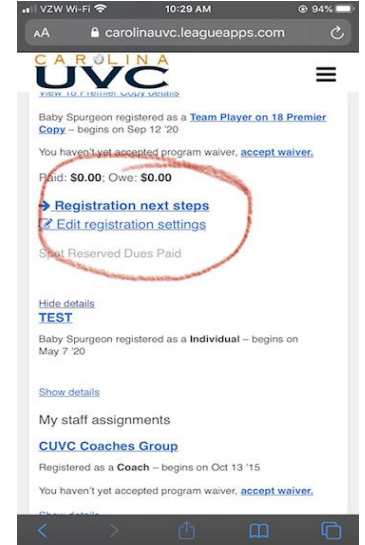 VZW Wi-Fi 10:29 AM 94%
AA carolinauvc.leagueapps.com
CAROLINA
UVC
View 18 Premier Copy details
Baby Spurgeon registered as a Team Player on 18 Premier
Copy – begins on Sep 12 '20
You haven't yet accepted program waiver, accept waiver.
Paid: $0.00; Owe: $0.00
Registration next steps
Edit registration settings
Spot Reserved Dues Paid
Hide details
TEST
Baby Spurgeon registered as a Individual – begins on
May 7 '20
Show details
My staff assignments
CUVC Coaches Group
Registered as a Coach – begins on Oct 13 '15
You haven't yet accepted program waiver, accept waiver.
Show details